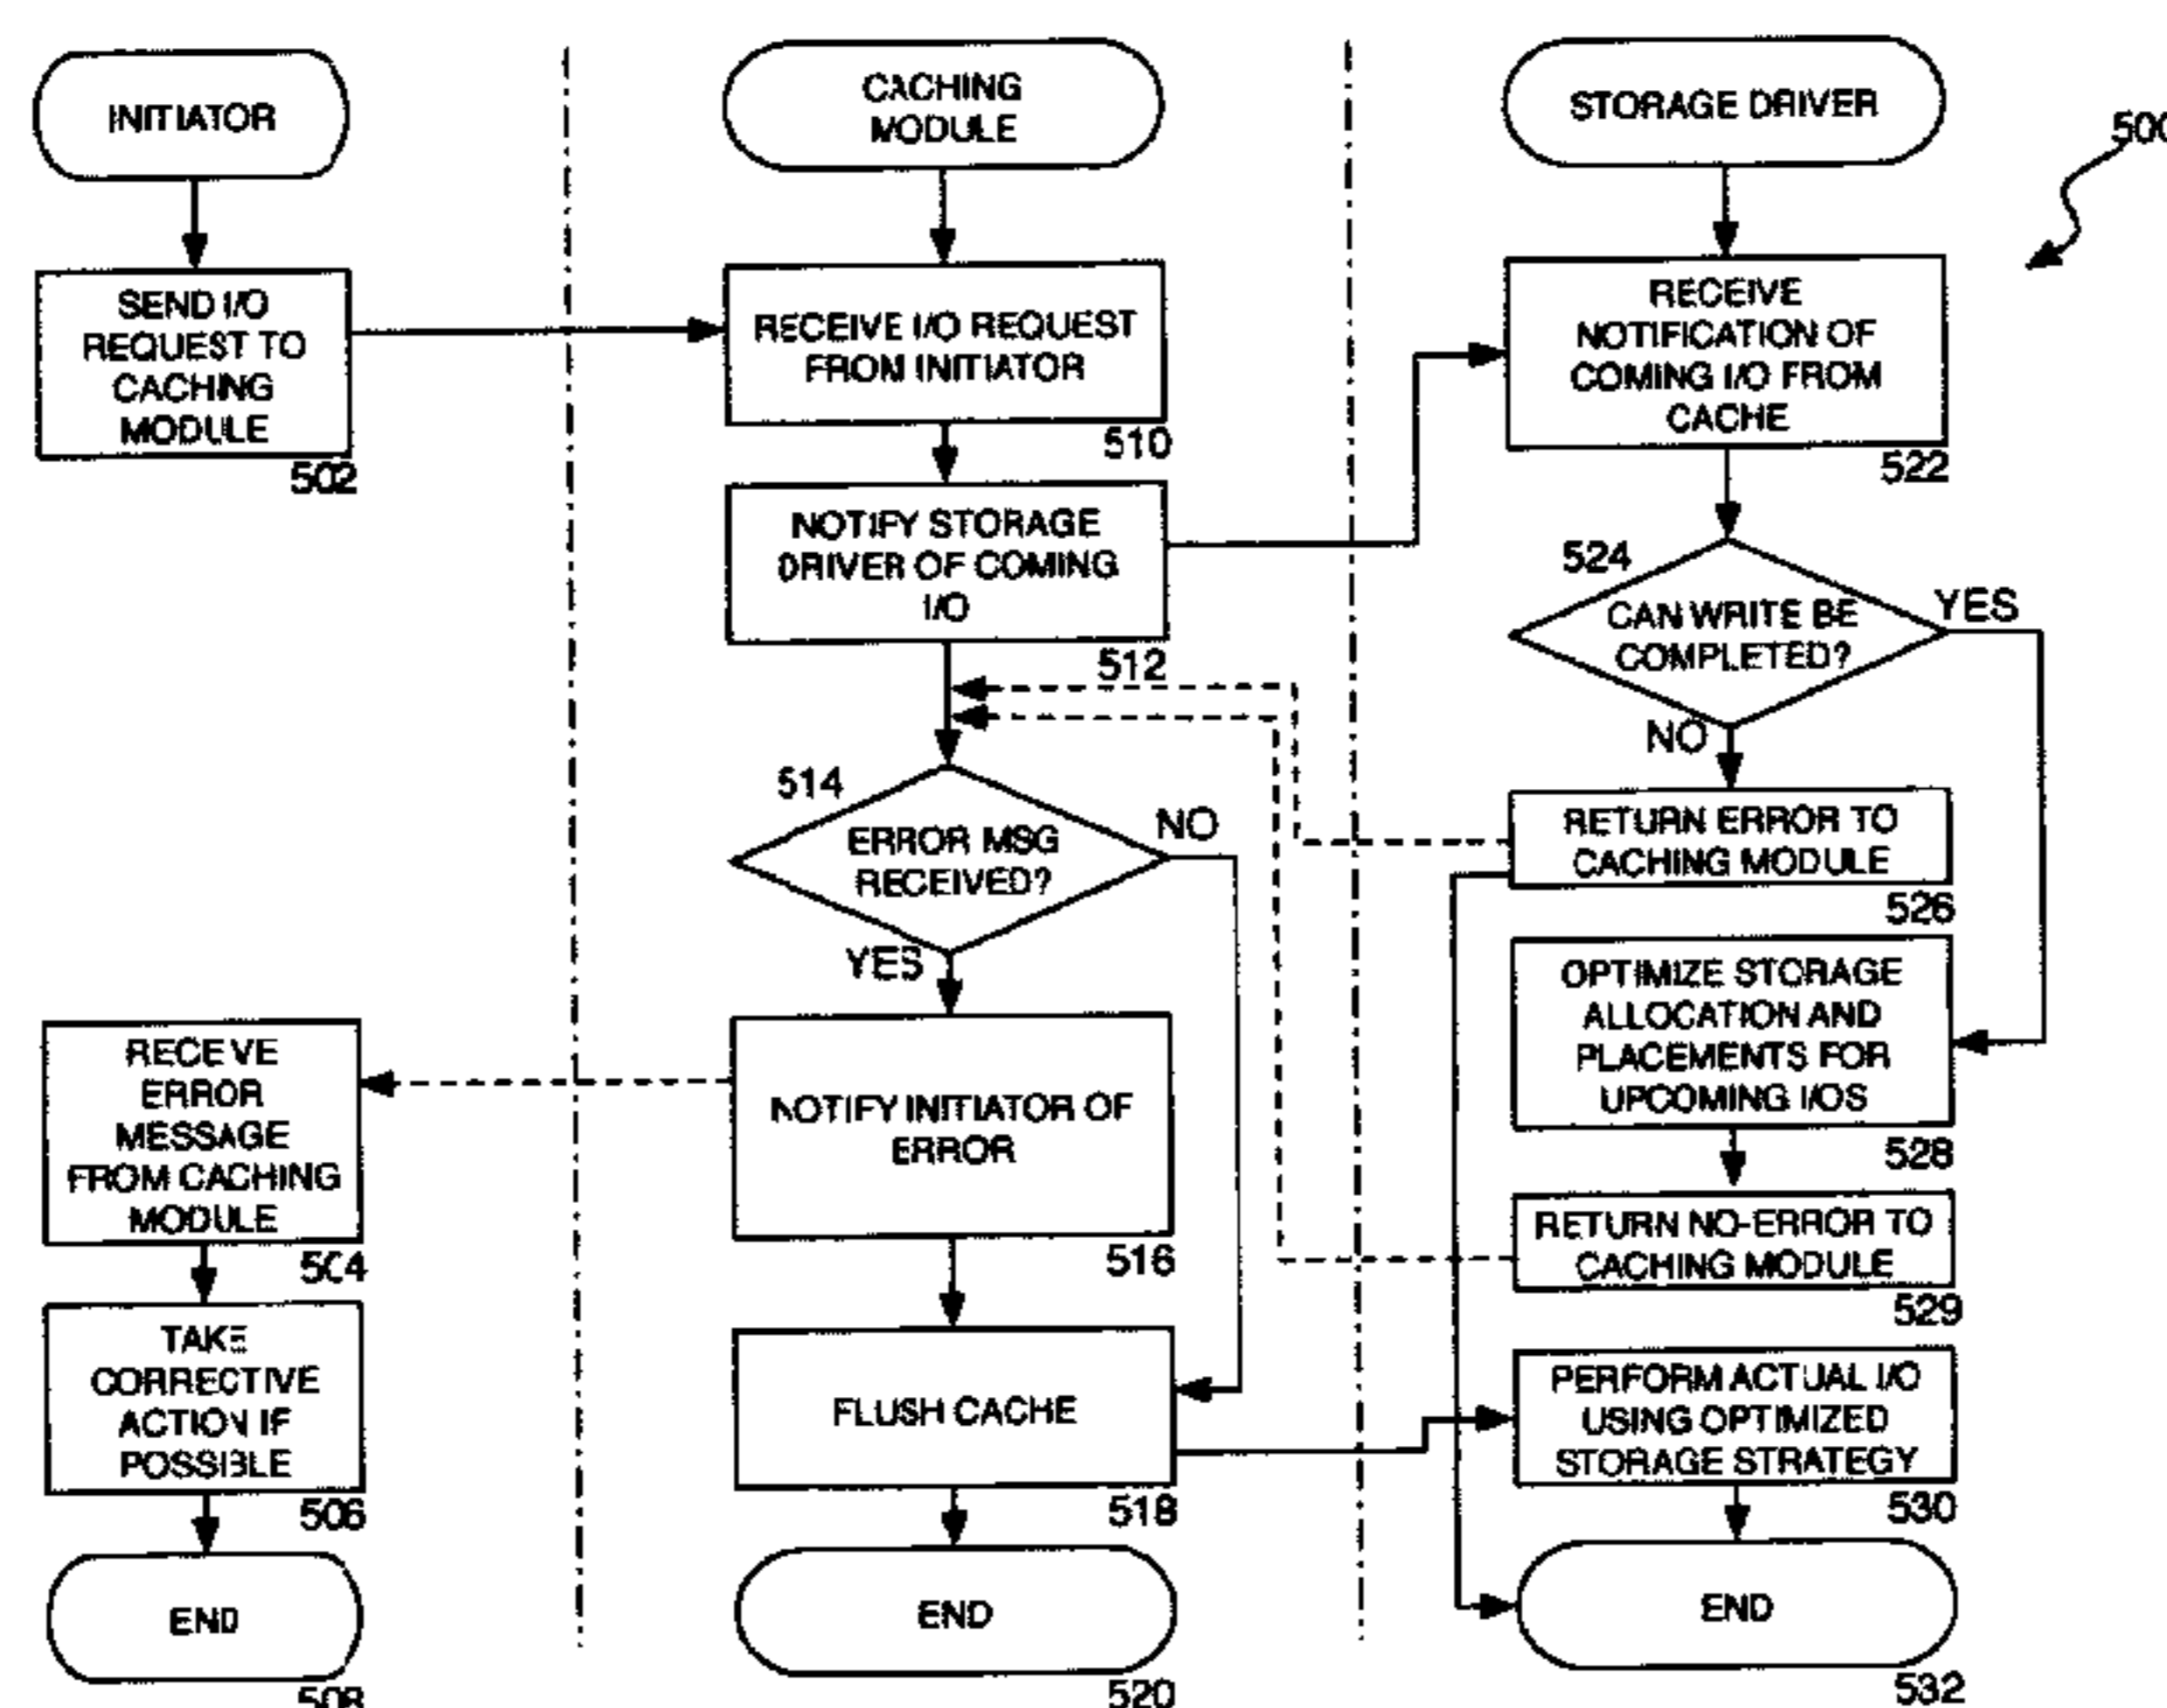 INITIATOR
SEND I/O
REQUEST TO
CACHING
MODULE
502
RECEIVE
ERROR
MESSAGE
FROM CACHING
MODULE
504
TAKE
CORRECTIVE
ACTION IF
POSSIBLE
506
END
508
CACHING
MODULE
RECEIVE I/O REQUEST
FROM INITIATOR
510
NOTIFY STORAGE
DRIVER OF COMING
I/O
512
514
ERROR MSG
RECEIVED?
NO
YES
NOTIFY INITIATOR OF
ERROR
516
FLUSH CACHE
518
END
520
STORAGE DRIVER
500
RECEIVE
NOTIFICATION OF
COMING I/O FROM
CACHE
522
524
CAN WRITE BE
COMPLETED?
YES
NO
RETURN ERROR TO
CACHING MODULE
526
OPTIMIZE STORAGE
ALLOCATION AND
PLACEMENTS FOR
UPCOMING I/OS
528
RETURN NO-ERROR TO
CACHING MODULE
529
PERFORM ACTUAL I/O
USING OPTIMIZED
STORAGE STRATEGY
530
END
532